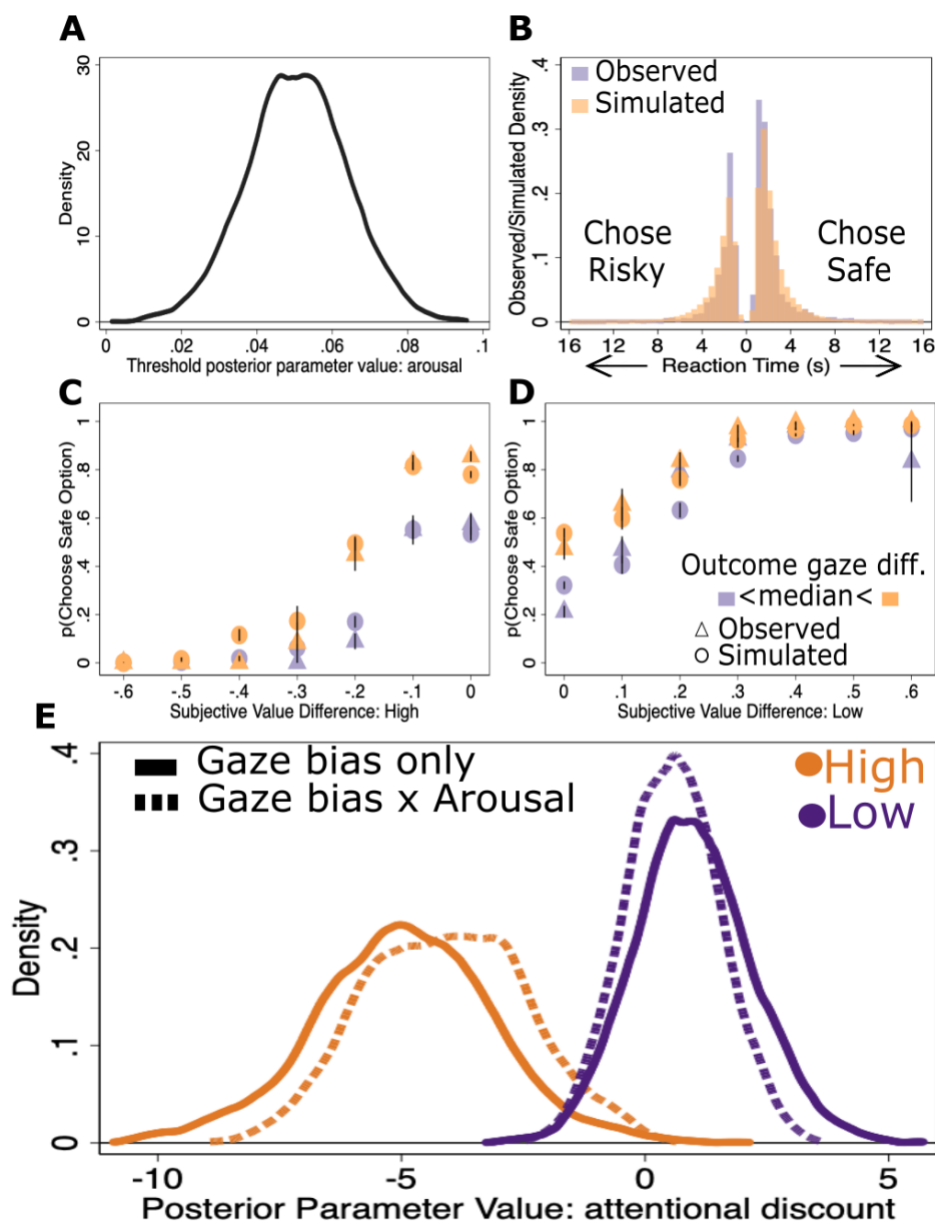 A
Density
0
10
20
30
0
.02
.04
.06
.08
.1
Threshold posterior parameter value: arousal
B
Observed
Simulated
Observed/Simulated Density
0
.1
.2
.3
.4
Chose
Risky
Chose
Safe
16
12
8
4
0
4
8
12
16
Reaction Time (s)
C
p(Choose Safe Option)
0
.2
.4
.6
.8
1
-.6
-.5
-.4
-.3
-.2
-.1
0
Subjective Value Difference: High
D
p(Choose Safe Option)
0
.2
.4
.6
.8
1
Outcome gaze diff.
<median<
Observed
Simulated
0
.1
.2
.3
.4
.5
.6
Subjective Value Difference: Low
E
Gaze bias only
Gaze bias x Arousal
High
Low
Density
0
.1
.2
.3
.4
-10
-5
0
5
Posterior Parameter Value: attentional discount